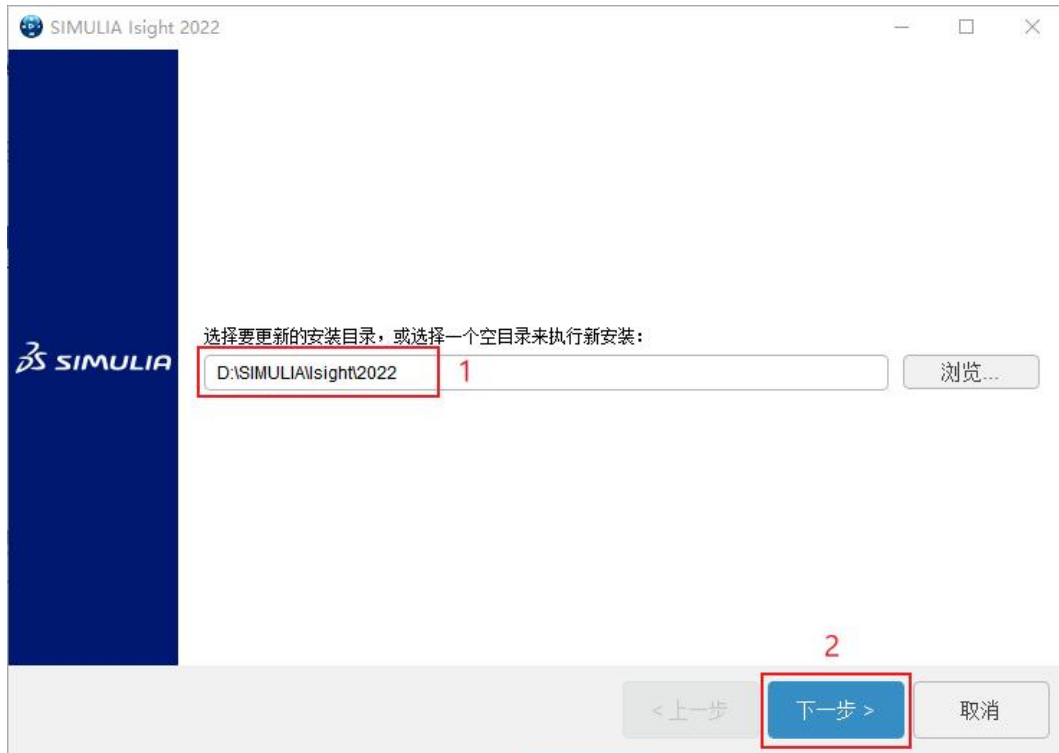 SIMULIA Isight 2022
选择要更新的安装目录，或选择一个空目录来执行新安装：
3S SIMULIA
D:\SIMULIA\Isight\2022
1
浏览...
2
<上一步
下一步 >
取消